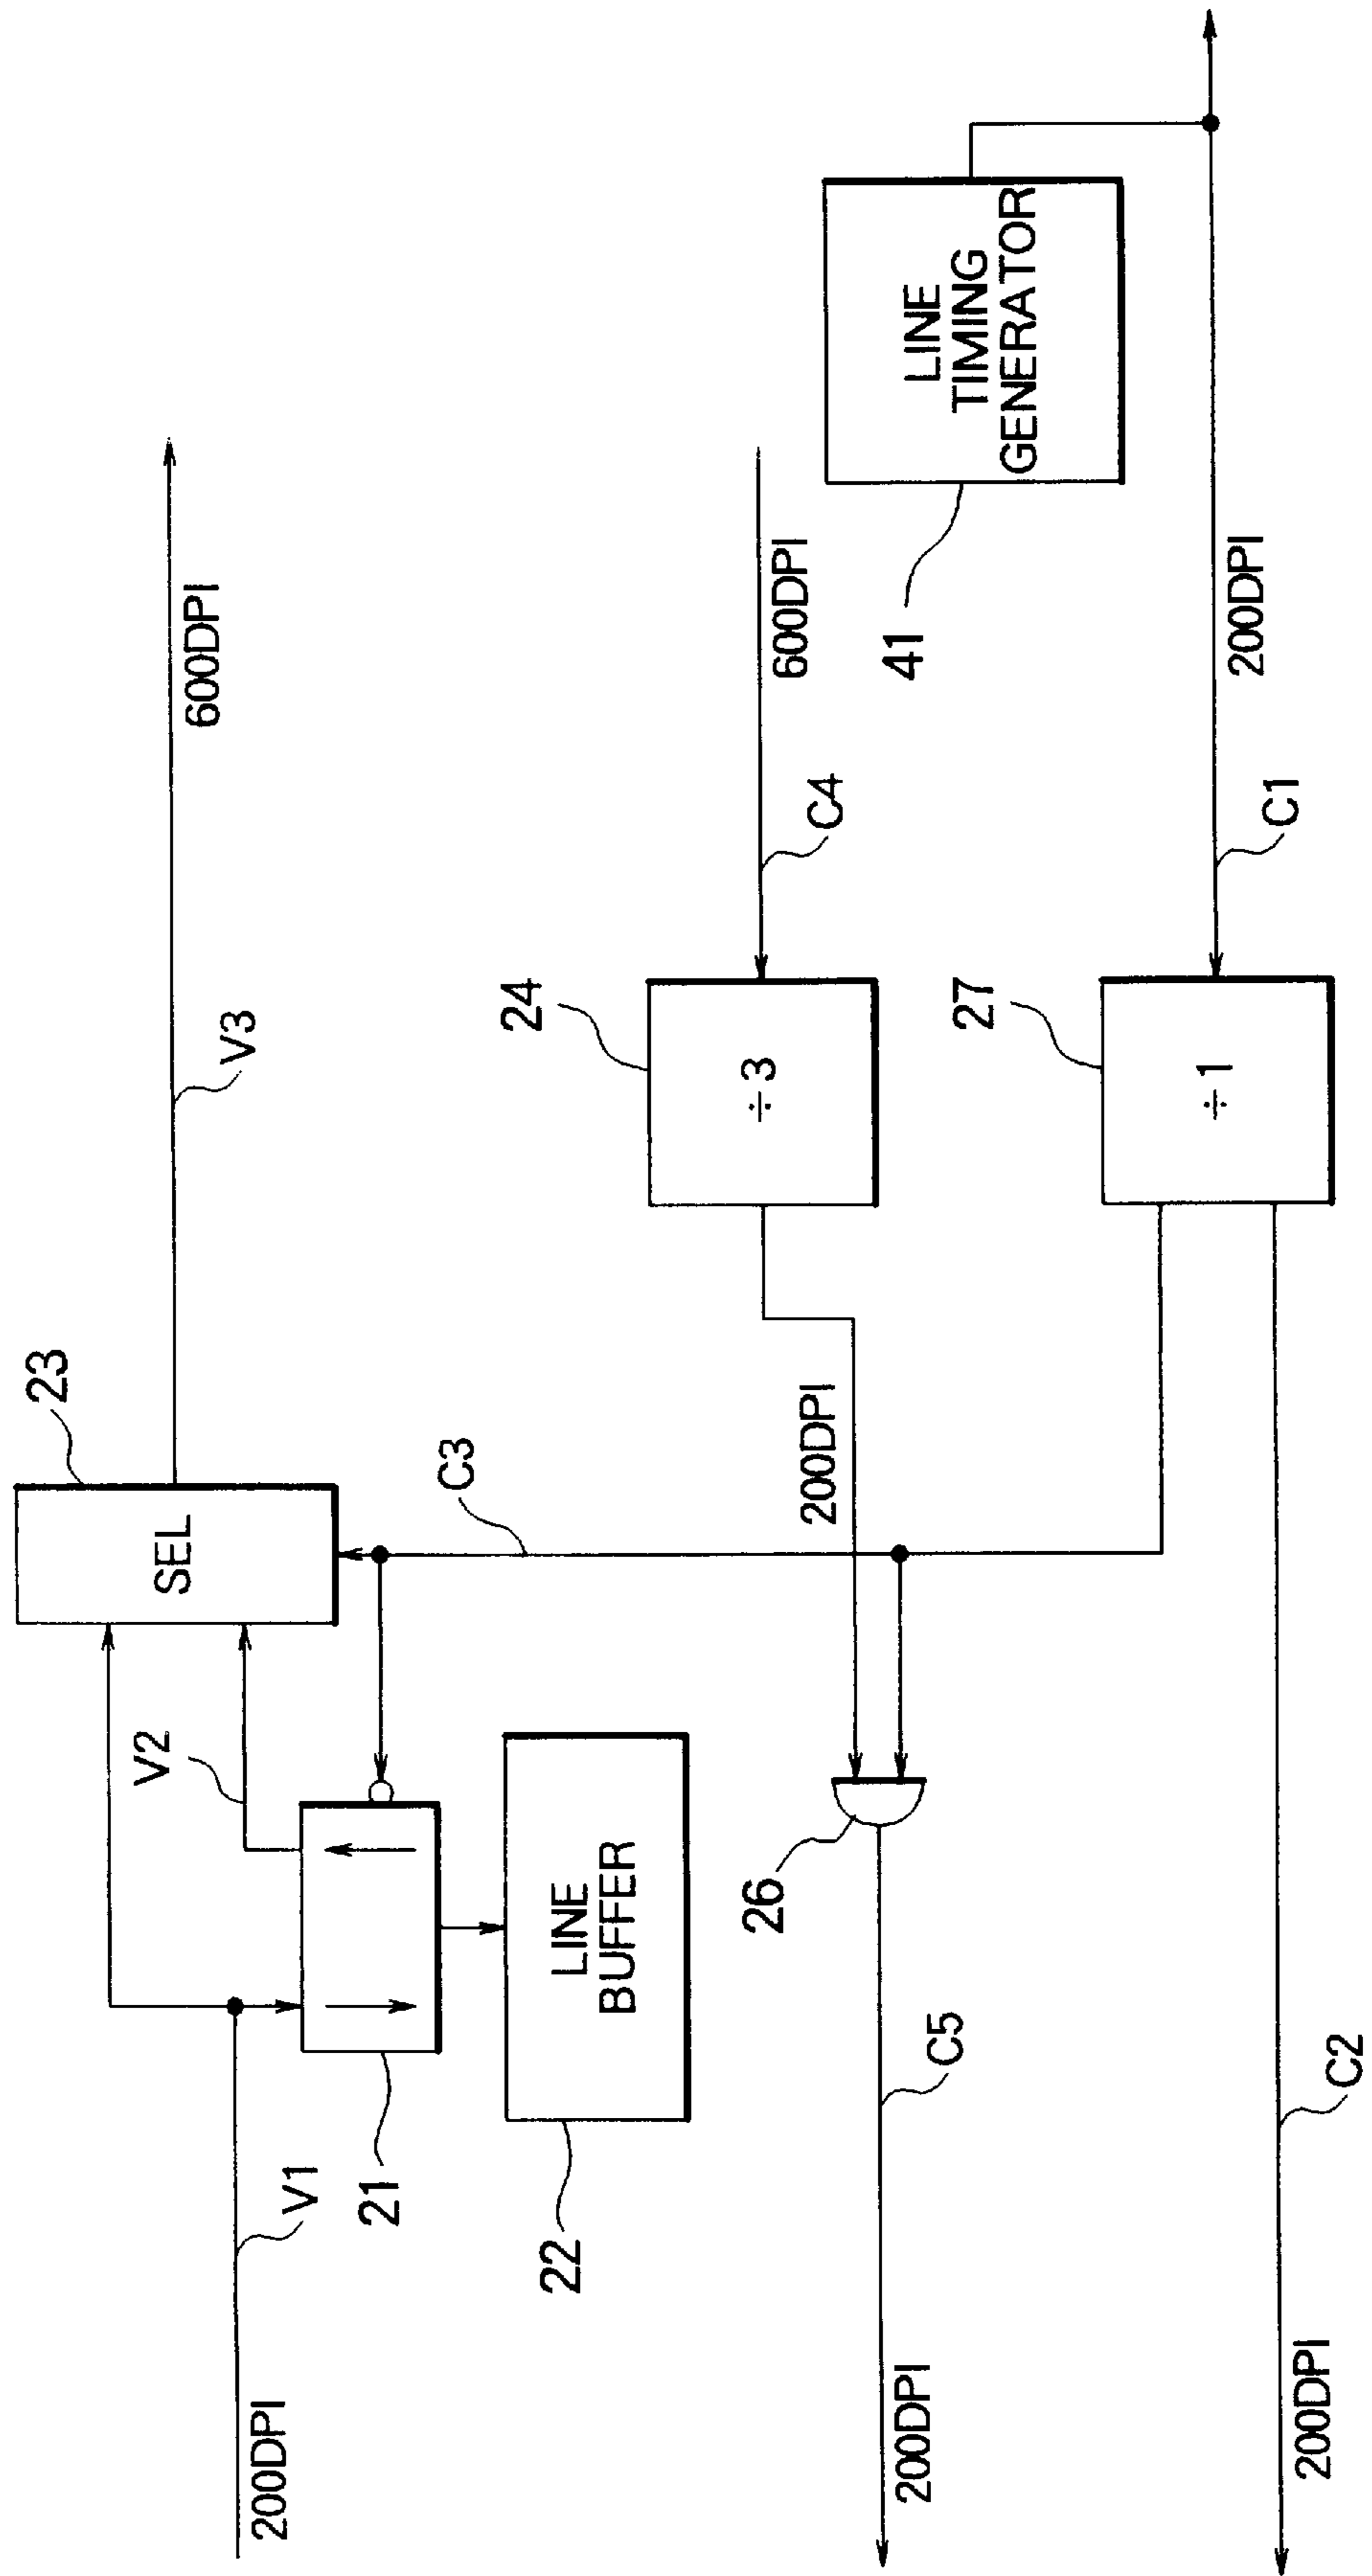 200DPI
V1
V2
SEL
23
V3
600DPI
21
22
LINE
BUFFER
C3
200DPI
C5
26
200DPI
24
÷3
C4
600DPI
27
÷1
C1
200DPI
41
LINE
TIMING
GENERATOR
200DPI
C2